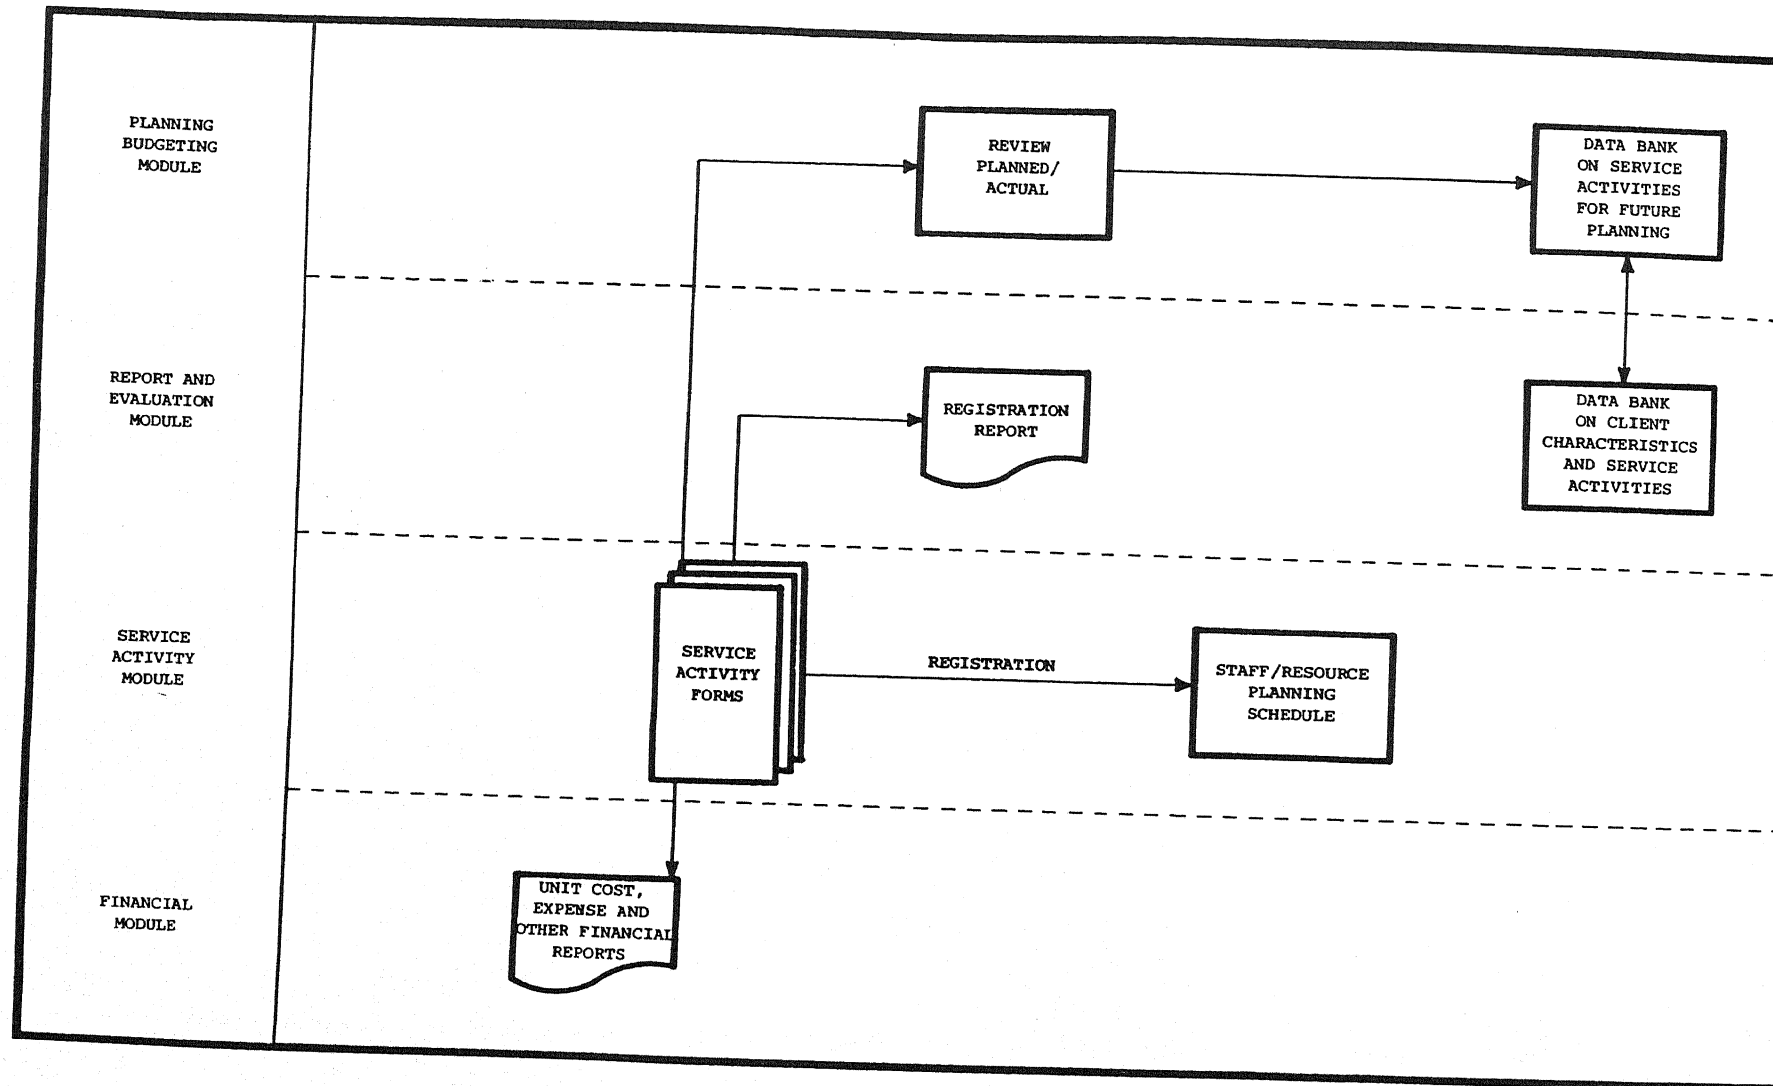 PLANNING
BUDGETING
MODULE
REVIEW
PLANNED/
ACTUAL
DATA BANK
ON SERVICE
ACTIVITIES
FOR FUTURE
PLANNING
REPORT AND
EVALUATION
MODULE
REGISTRATION
REPORT
DATA BANK
ON CLIENT
CHARACTERISTICS
AND SERVICE
ACTIVITIES
SERVICE
ACTIVITY
MODULE
SERVICE
ACTIVITY
FORMS
REGISTRATION
STAFF/RESOURCE
PLANNING
SCHEDULE
FINANCIAL
MODULE
UNIT COST,
EXPENSE AND
OTHER FINANCIAL
REPORTS